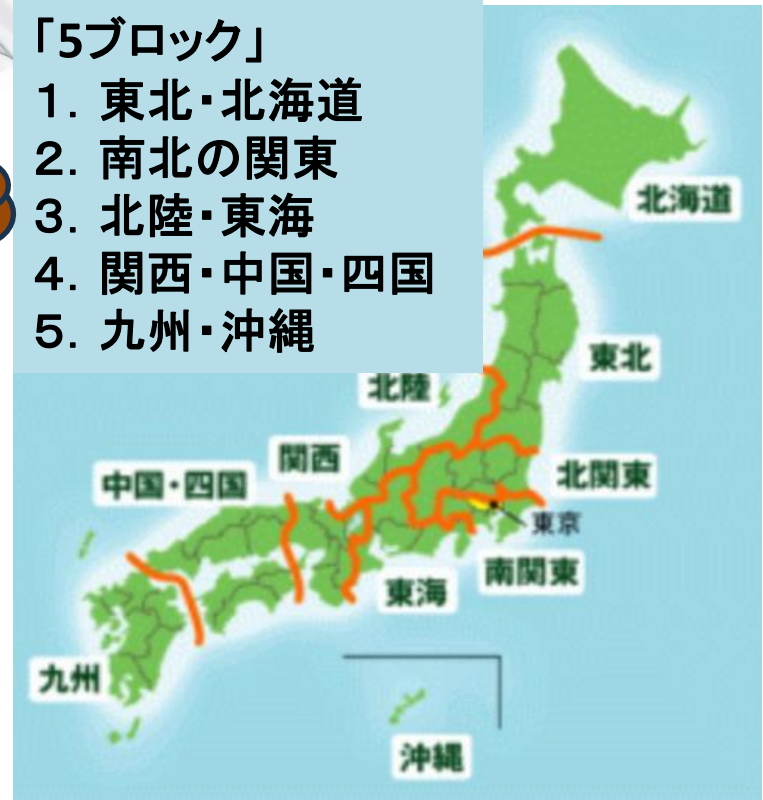 「5ブロック」
１．東北・北海道
２．南北の関東
３．北陸・東海
４．関西・中国・四国
５．九州・沖縄
北海道
東北
北陸
関西
中国・四国
北関東
東京
南関東
東海
九州
沖縄